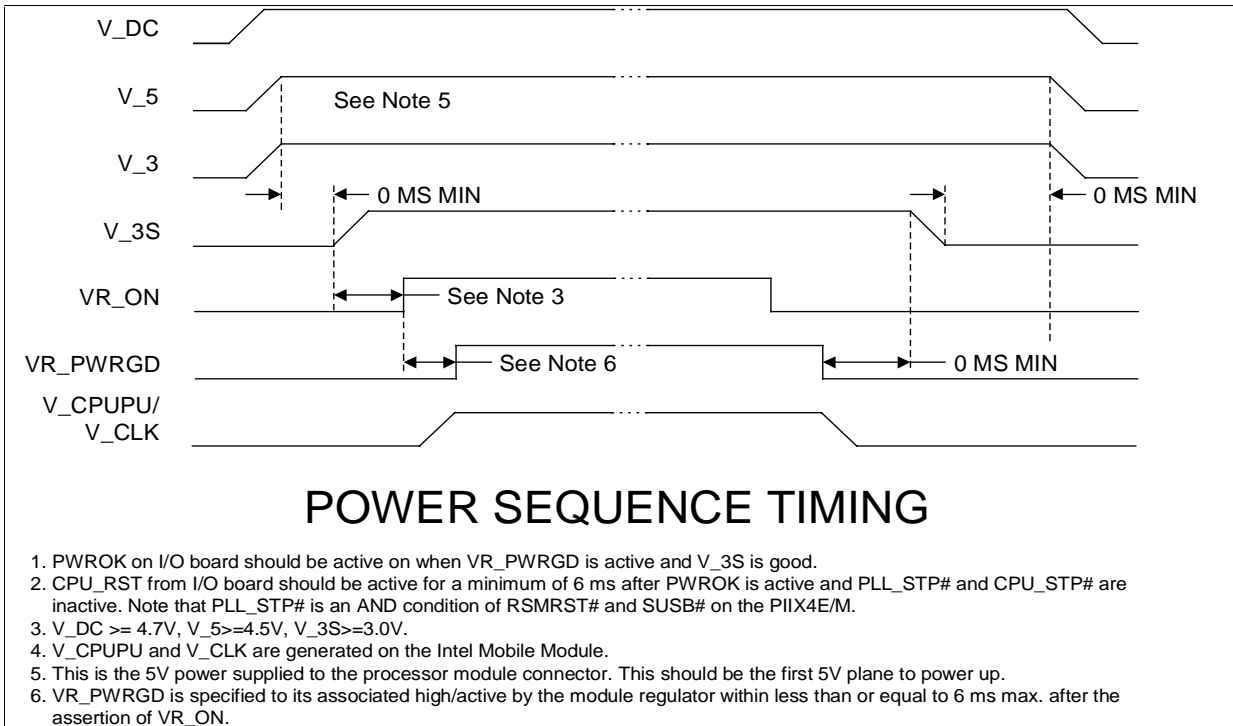 V_DC
V_5
See Note 5
V_3
0 MS MIN
0 MS MIN
V_3S
VR_ON
See Note 3
VR_PWRGD
See Note 6
0 MS MIN
V_CPUPU/
V_CLK
POWER SEQUENCE TIMING
1. PWROK on I/O board should be active on when VR_PWRGD is active and V_3S is good.
2. CPU_RST from I/O board should be active for a minimum of 6 ms after PWROK is active and PLL_STP# and CPU_STP# are
inactive. Note that PLL_STP# is an AND condition of RSMRST# and SUSB# on the PIIX4E/M.
3. V_DC >= 4.7V, V_5>=4.5V, V_3S>=3.0V.
4. V_CPUPU and V_CLK are generated on the Intel Mobile Module.
5. This is the 5V power supplied to the processor module connector. This should be the first 5V plane to power up.
6. VR_PWRGD is specified to its associated high/active by the module regulator within less than or equal to 6 ms max. after the
assertion of VR_ON.